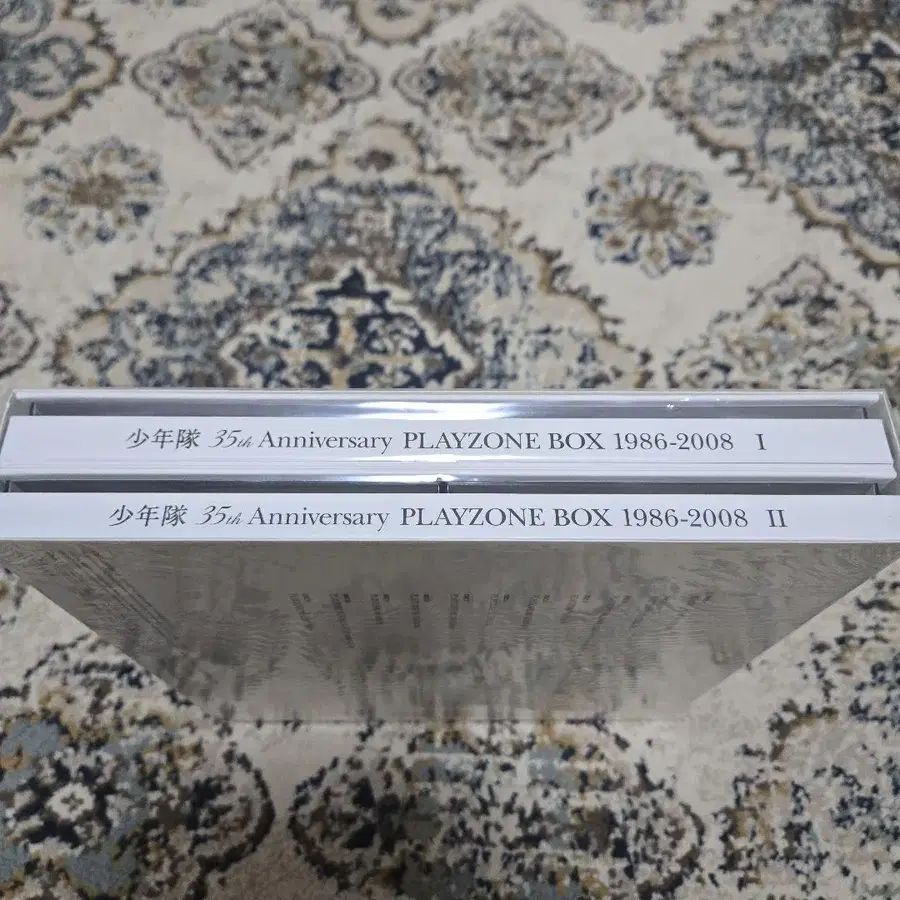 少年隊 35th Anniversary PLAYZONE BOX 1986-2008 I
少年隊 35th Anniversary PLAYZONE BOX 1986-2008 II